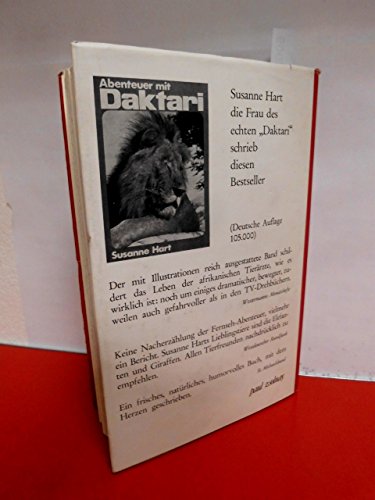 Abenteuer mit
Daktari
Susanne Hart
Susanne Hart
die Frau des
echten „Daktari“
schrieb
diesen
Bestseller
(Deutsche Auflage
105.000)
Der mit Illustrationen reich ausgestattete Band schil-
dert das Leben der afrikanischen Tierärzte, wie es
wirklich ist: noch um einiges dramatischer, bewegter, zu-
weilen auch gefahrvoller als in den TV-Drehbüchern.
Westermanns Monatshefte
Keine Nacherzählung der Fernseh-Abenteuer, vielmehr
ein Bericht. Susanne Harts Lieblingstiere sind die Elefan-
ten und Giraffen. Allen Tierfreunden nachdrücklich zu
empfehlen.
Ein frisches, natürliches, humorvolles Buch, mit dem
Herzen geschrieben.
paul zsolnay